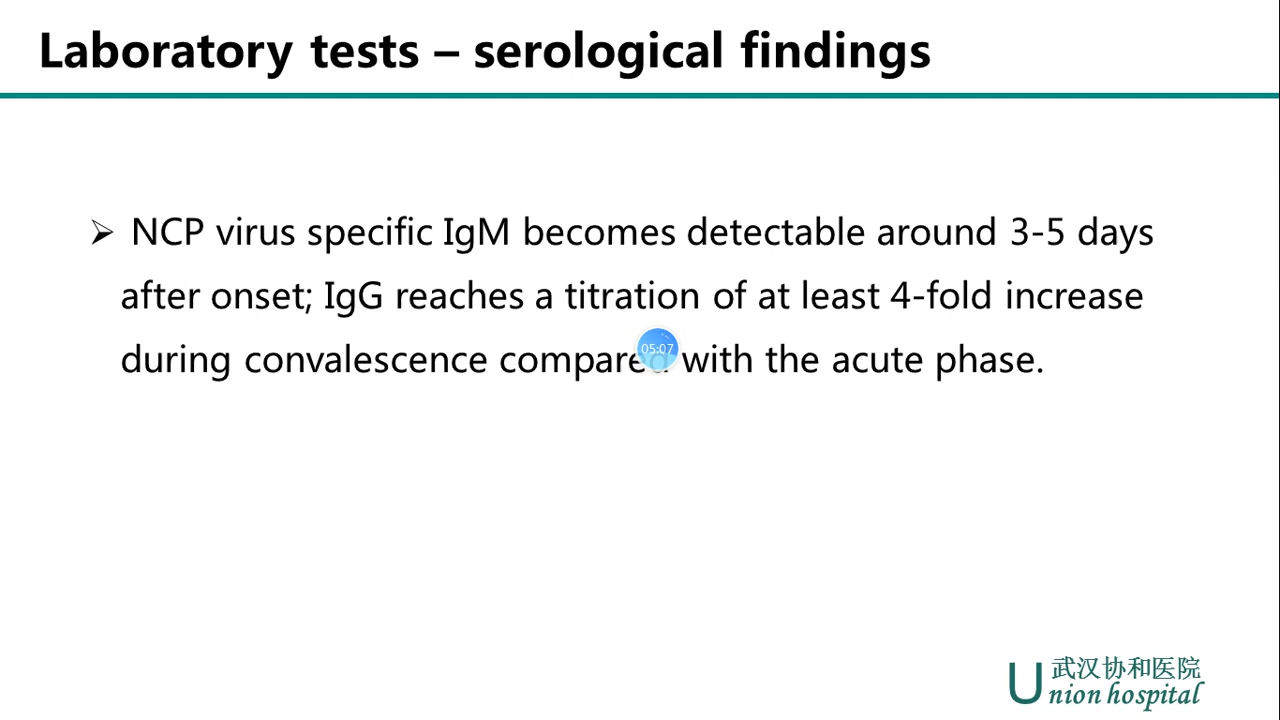 Laboratory tests – serological findings
➢ NCP virus specific IgM becomes detectable around 3-5 days
after onset; IgG reaches a titration of at least 4-fold increase
during convalescence compared with the acute phase.
05:07
武汉协和医院
Union hospital